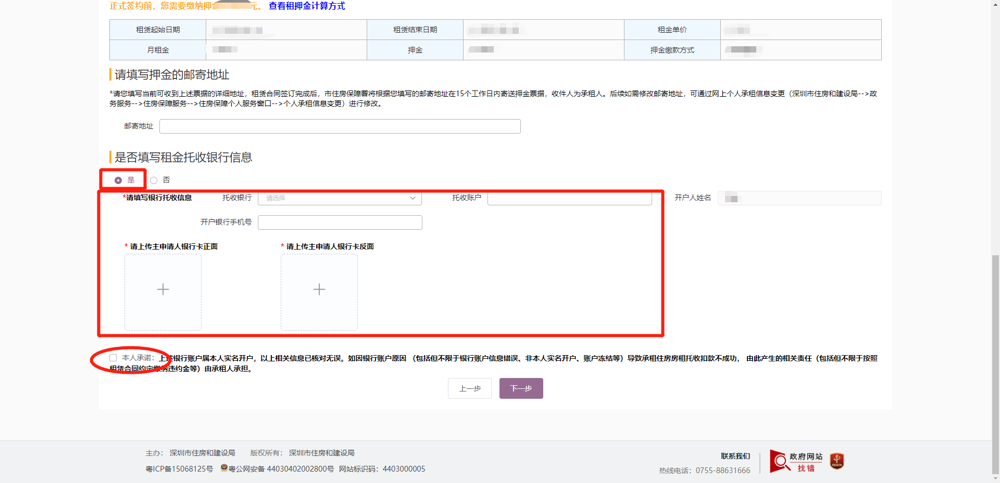 正式签约前，您需要缴纳押金 元。 查看租押金计算方式
租赁起始日期 租赁结束日期 租金单价
月租金 押金 押金缴款方式
请填写押金的邮寄地址
*请您填写当前可收到上述票据的详细地址，租赁合同签订完成后，市住房保障署将根据您填写的邮寄地址在15个工作日内寄送押金票据，收件人为承租人。后续如需修改邮寄地址，可通过网上个人承租信息变更（深圳市住房和建设局-->政
务服务-->住房保障服务-->住房保障个人服务窗口-->个人承租信息变更）进行修改。
邮寄地址
是否填写租金托收银行信息
是 否
*请填写银行托收信息 托收银行 请选择 托收账户 开户人姓名
开户银行手机号
* 请上传主申请人银行卡正面 * 请上传主申请人银行卡反面
本人承诺：上述银行账户属本人实名开户，以上相关信息已核对无误。如因银行账户原因 （包括但不限于银行账户信息错误、非本人实名开户、账户冻结等）导致承租住房房租托收扣款不成功， 由此产生的相关责任（包括但不限于按照
租赁合同约定缴纳违约金等）由承租人承担。
上一步 下一步
主办： 深圳市住房和建设局 版权所有： 深圳市住房和建设局
粤ICP备15068125号 粤公网安备 44030402002800号 网站标识码：4403000005
联系我们
热线电话：0755-88631666
政府网站
找错